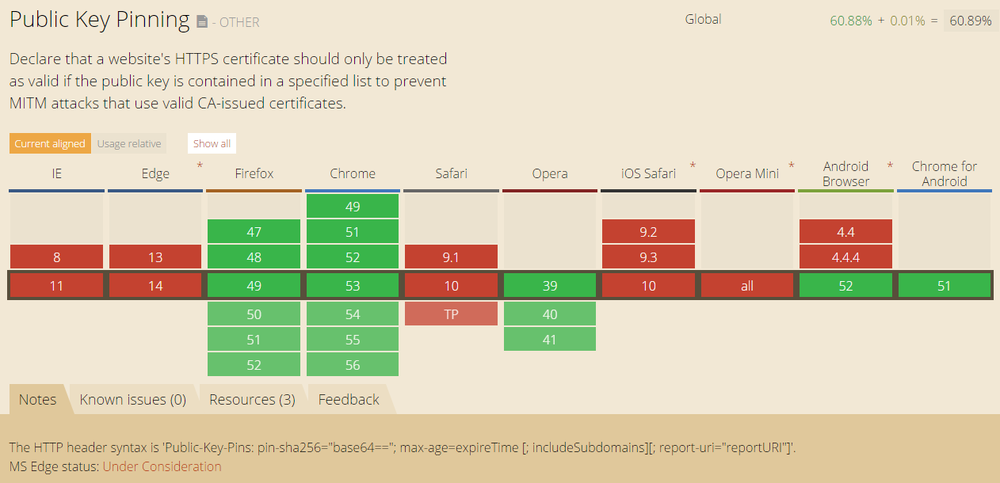 Public Key Pinning - OTHER
Global 60.88% + 0.01% = 60.89%
Declare that a website's HTTPS certificate should only be treated
as valid if the public key is contained in a specified list to prevent
MITM attacks that use valid CA-issued certificates.
Current aligned Usage relative Show all
IE Edge * Firefox Chrome Safari Opera iOS Safari * Opera Mini * Android Browser * Chrome for Android
49
47 51 9.2 4.4
8 13 48 52 9.1 9.3 4.4.4
11 14 49 53 10 39 10 all 52 51
50 54 TP 40
51 55 41
52 56
Notes Known issues (0) Resources (3) Feedback
The HTTP header syntax is 'Public-Key-Pins: pin-sha256="base64=="; max-age=expireTime [; includeSubdomains][; report-uri="reportURI"]'.
MS Edge status: Under Consideration